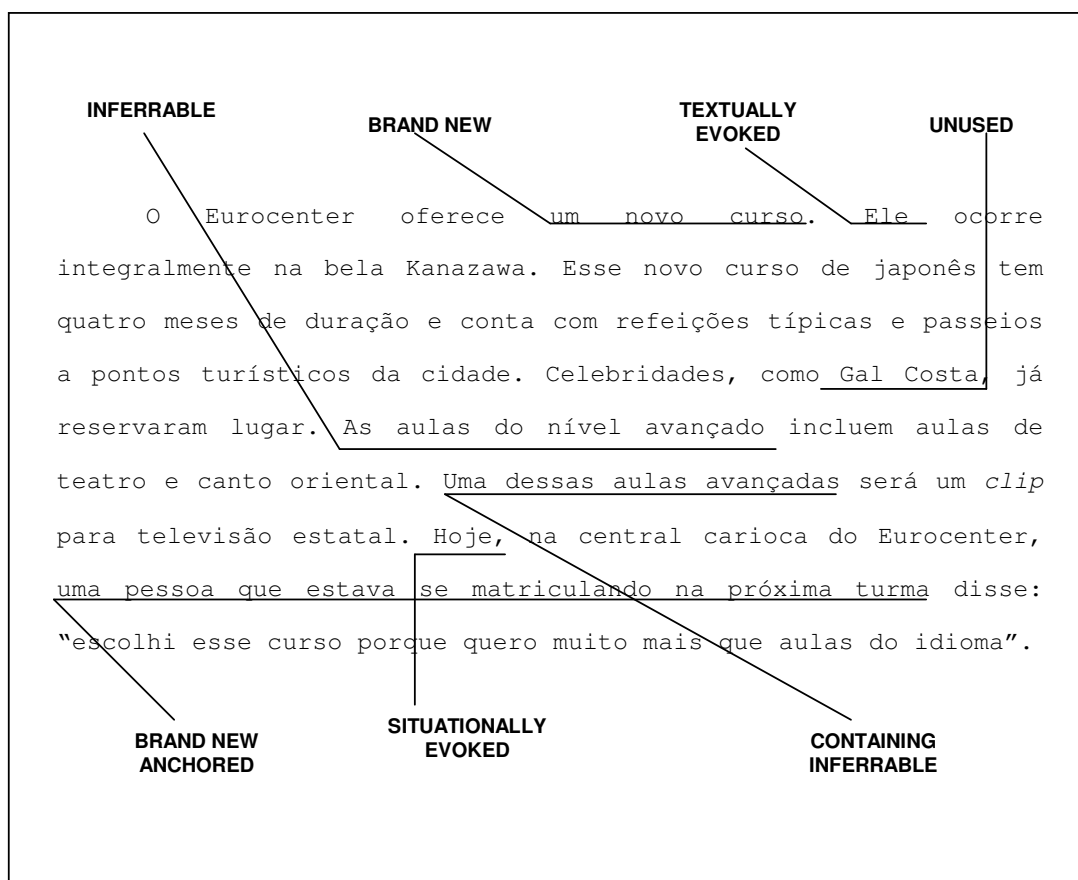 INFERRABLE
BRAND NEW
TEXTUALLY
EVOKED
UNUSED
O Eurocenter oferece um novo curso. Ele ocorre
integralmente na bela Kanazawa. Esse novo curso de japonês tem
quatro meses de duração e conta com refeições típicas e passeios
a pontos turísticos da cidade. Celebridades, como Gal Costa, já
reservaram lugar. As aulas do nível avançado incluem aulas de
teatro e canto oriental. Uma dessas aulas avançadas será um clip
para televisão estatal. Hoje, na central carioca do Eurocenter,
uma pessoa que estava se matriculando na próxima turma disse:
“escolhi esse curso porque quero muito mais que aulas do idioma”.
BRAND NEW
ANCHORED
SITUATIONALLY
EVOKED
CONTAINING
INFERRABLE